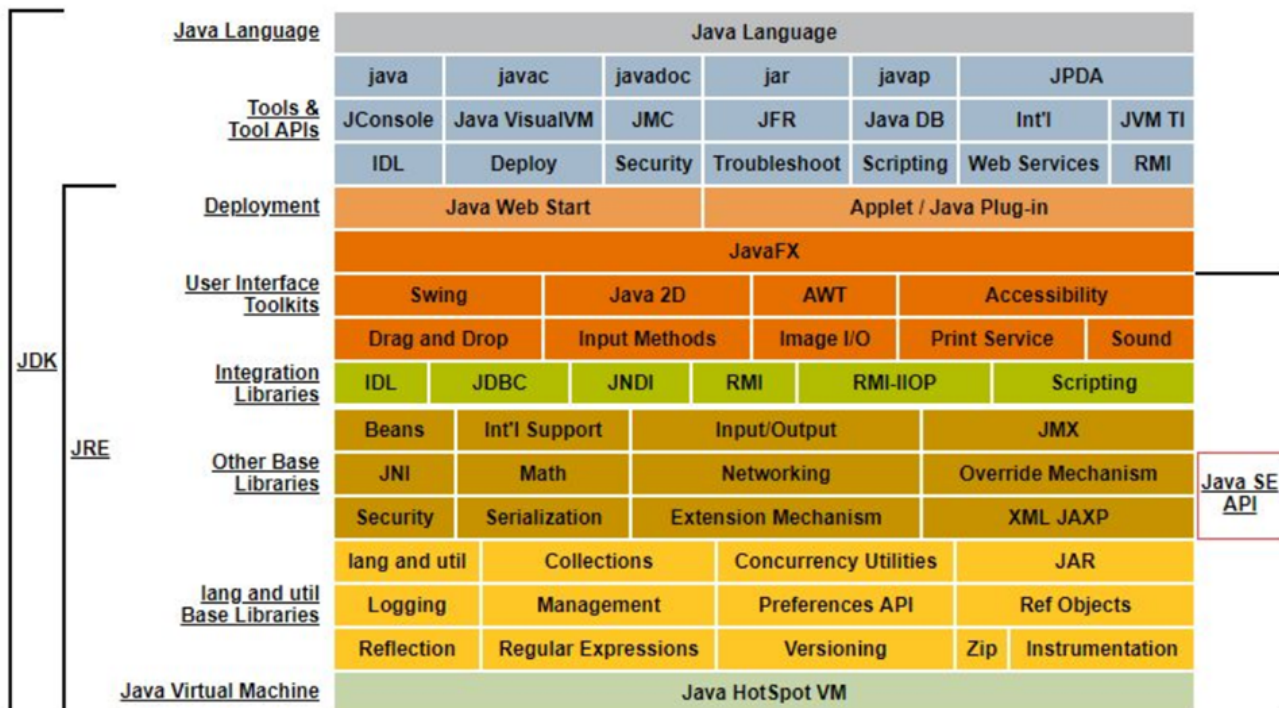 Java Language
Java Language
java javac javadoc jar javap JPDA
Tools &
Tool APIs
JConsole Java VisualVM JMC JFR Java DB Int'l JVM TI
IDL Deploy Security Troubleshoot Scripting Web Services RMI
Deployment
Java Web Start Applet / Java Plug-in
JavaFX
User Interface
Toolkits
Swing Java 2D AWT Accessibility
Drag and Drop Input Methods Image I/O Print Service Sound
JDK
Integration
Libraries
IDL JDBC JNDI RMI RMI-IIOP Scripting
JRE
Beans Int'l Support Input/Output JMX
Other Base
Libraries
JNI Math Networking Override Mechanism
Java SE
API
Security Serialization Extension Mechanism XML JAXP
lang and util Collections Concurrency Utilities JAR
lang and util
Base Libraries
Logging Management Preferences API Ref Objects
Reflection Regular Expressions Versioning Zip Instrumentation
Java Virtual Machine
Java HotSpot VM